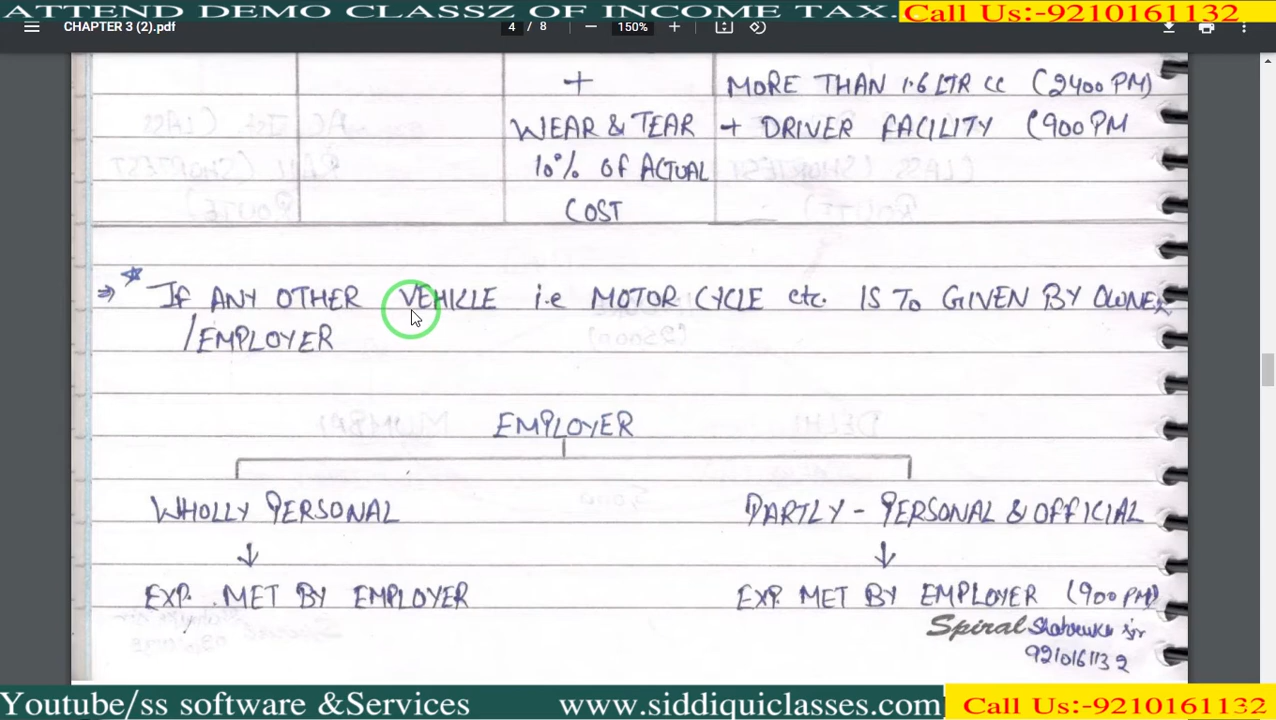 ATTEND DEMO CLASSZ OF INCOME TAX.
Call Us:-9210161132
CHAPTER 3 (2).pdf
4 / 8
150%
+
MORE THAN 1.6 LTR CC (2400 PM)
WEAR & TEAR
+ DRIVER FACILITY (900 PM
10% OF ACTUAL
COST
⇒ * IF ANY OTHER VEHICLE i.e MOTOR CYCLE etc. IS TO GIVEN BY OWNER
/EMPLOYER
EMPLOYER
WHOLLY PERSONAL
PARTLY - PERSONAL & OFFICIAL
↓
↓
EXP. MET BY EMPLOYER
EXP. MET BY EMPLOYER (900 PM)
Spiral
9210161132
Youtube/ss software &Services
www.siddiquiclasses.com
Call Us:-9210161132